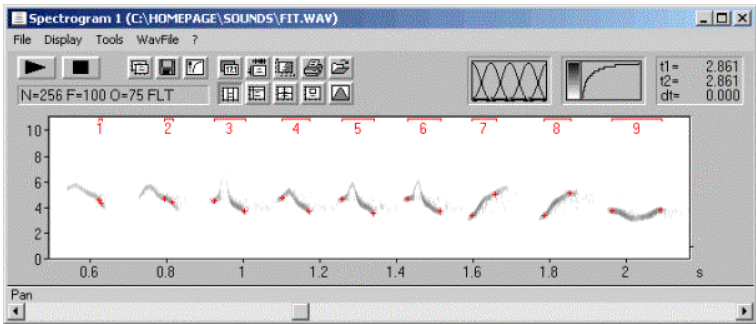 Spectrogram 1 (C:\HOMEPAGE\SOUNDS\FIT.WAV)
File Display Tools WavFile ?
t1= 2.861
t2= 2.861
dt= 0.000
N=256 F=100 O=75 FLT
1 2 3 4 5 6 7 8 9
10
8
6
4
2
0
0.6 0.8 1 1.2 1.4 1.6 1.8 2 s
Pan